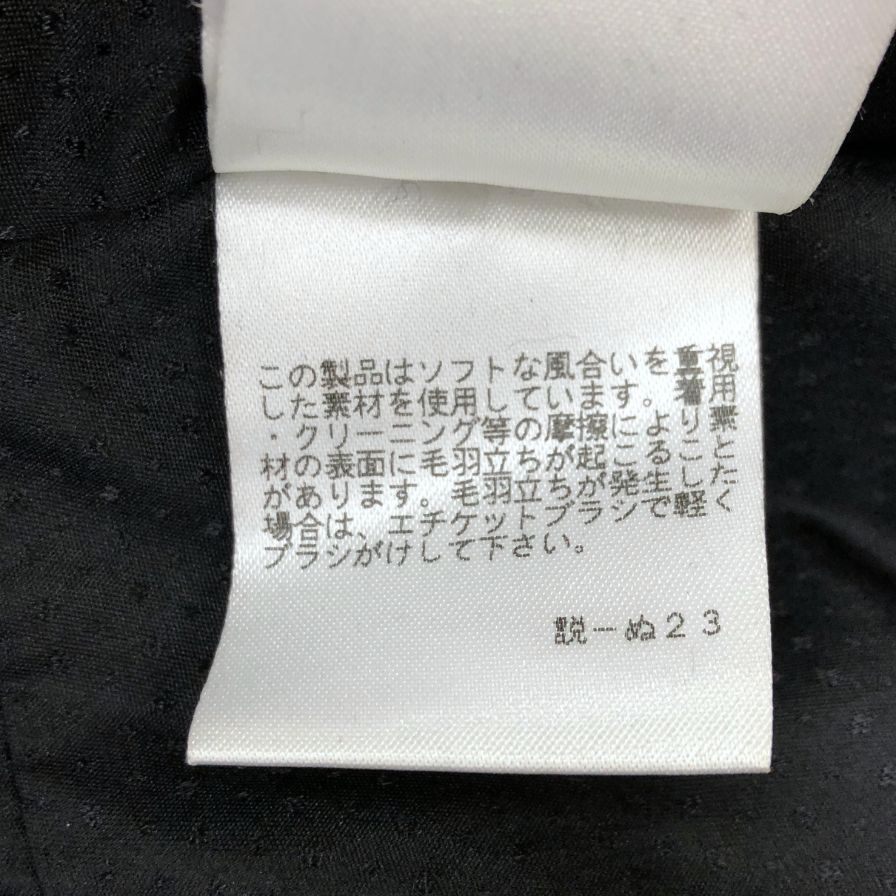 この製品はソフトな風合いを重視
した素材を使用しています。着用
・クリーニング等の摩擦により素
材の表面に毛羽立ちが起こること
があります。毛羽立ちが発生した
場合は、エチケットブラシで軽く
ブラシがけして下さい。
説ーぬ23